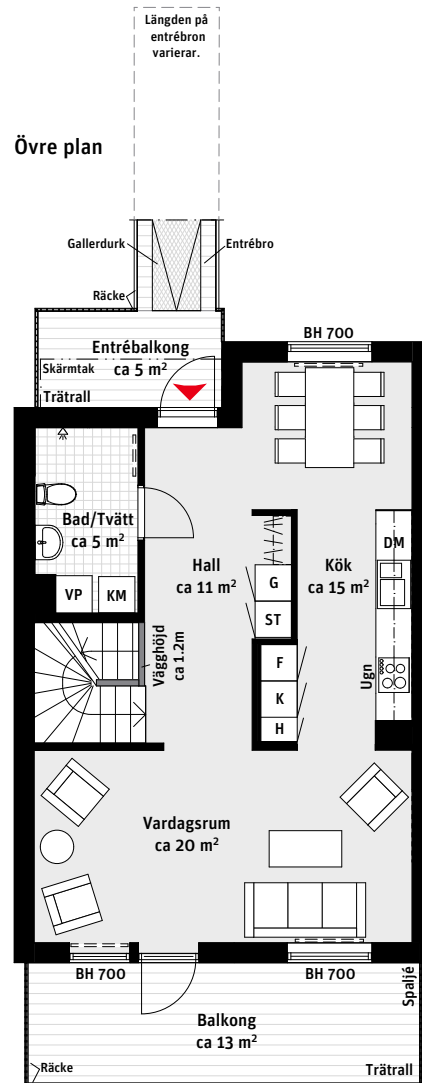 Längden på
entrébron
varierar.
Övre plan
Gallerdurk
Entrébro
Räcke
BH 700
Entrébalkong
ca 5 m²
Skärmtak
Trätrall
Bad/Tvätt
ca 5 m²
Hall
ca 11 m²
Kök
ca 15 m²
DM
G
ST
VP
KM
Vägghöjd
ca 1.2m
F
K
H
Ugn
Vardagsrum
ca 20 m²
BH 700
BH 700
Spaljé
Balkong
ca 13 m²
Räcke
Trätrall